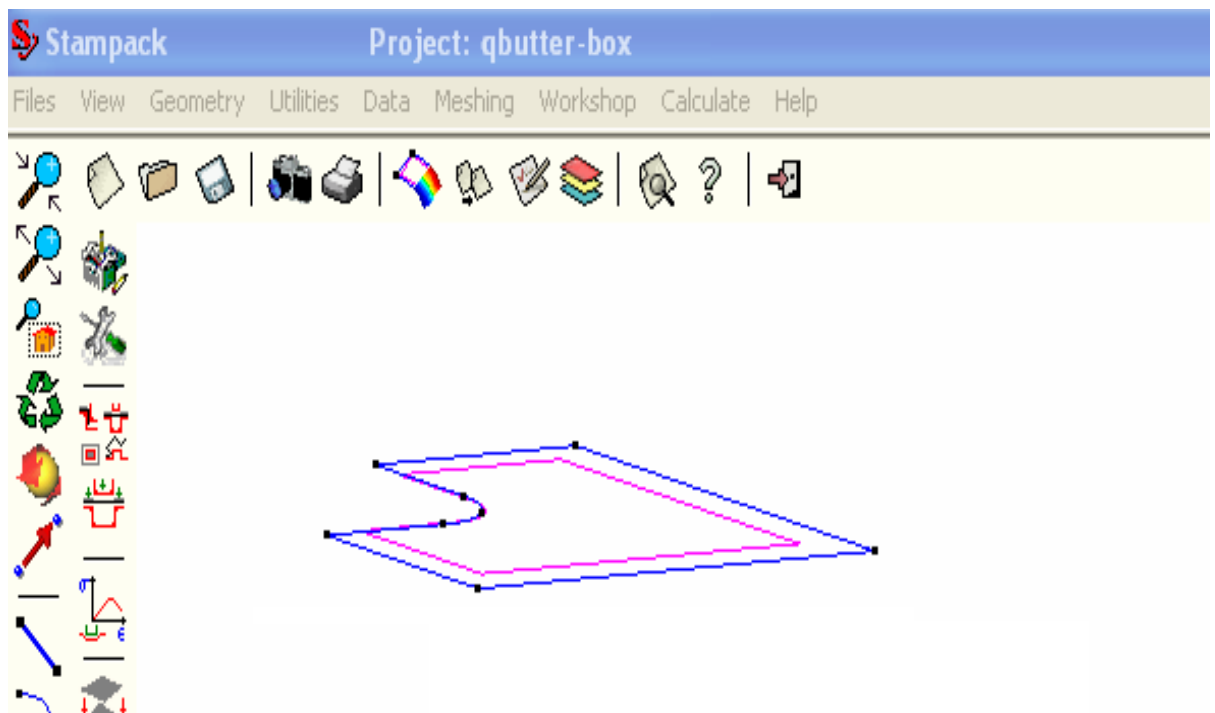 Stampack Project: qbutter-box
Files View Geometry Utilities Data Meshing Workshop Calculate Help